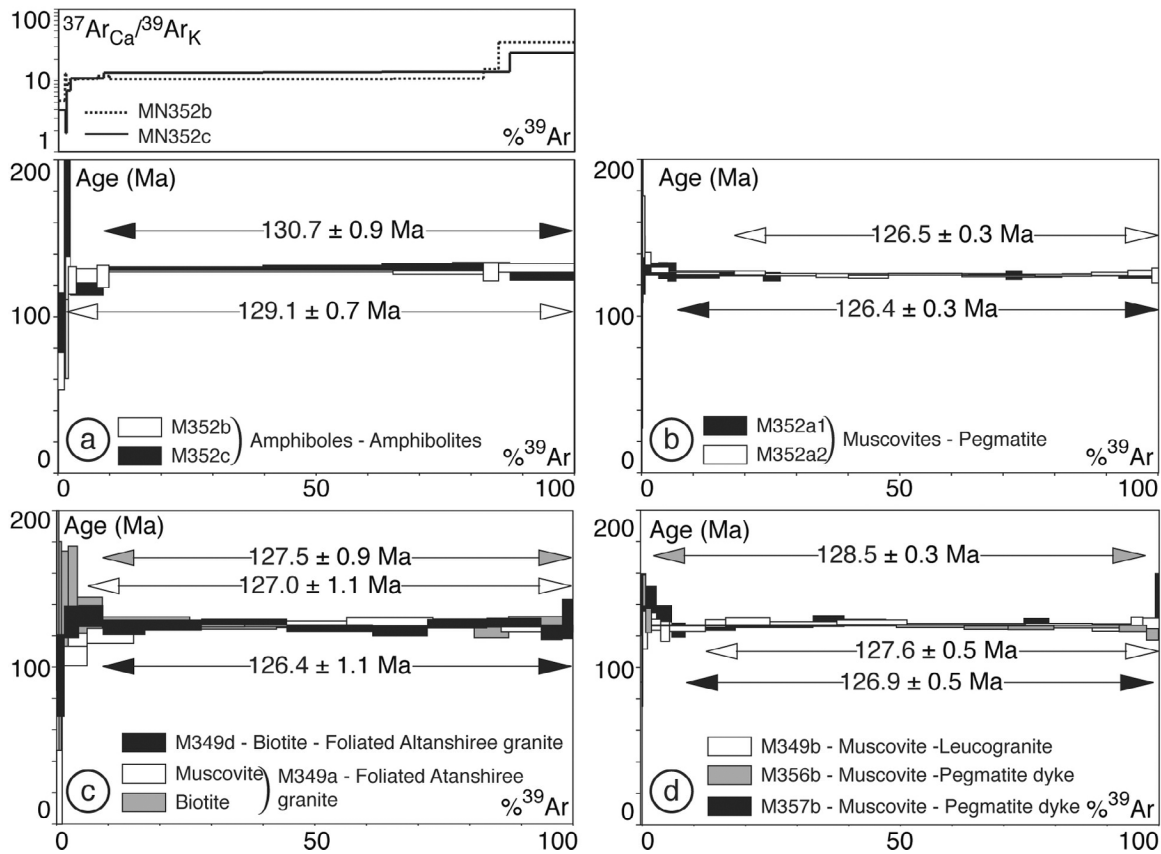 100
10
1
³⁷Ar_Ca/³⁹Ar_K
MN352b
MN352c
%³⁹Ar
200
100
0
Age (Ma)
130.7 ± 0.9 Ma
129.1 ± 0.7 Ma
a
M352b
M352c
Amphiboles - Amphibolites
%³⁹Ar
0 50 100
200
100
0
Age (Ma)
126.5 ± 0.3 Ma
126.4 ± 0.3 Ma
b
M352a1
M352a2
Muscovites - Pegmatite
%³⁹Ar
0 50 100
200
100
0
Age (Ma)
127.5 ± 0.9 Ma
127.0 ± 1.1 Ma
126.4 ± 1.1 Ma
c
M349d - Biotite - Foliated Altanshiree granite
Muscovite
Biotite
M349a - Foliated Atanshiree
granite
0 50 100
200
100
0
Age (Ma)
128.5 ± 0.3 Ma
127.6 ± 0.5 Ma
126.9 ± 0.5 Ma
d
M349b - Muscovite -Leucogranite
M356b - Muscovite -Pegmatite dyke
M357b - Muscovite - Pegmatite dyke
%³⁹Ar
0 50 100